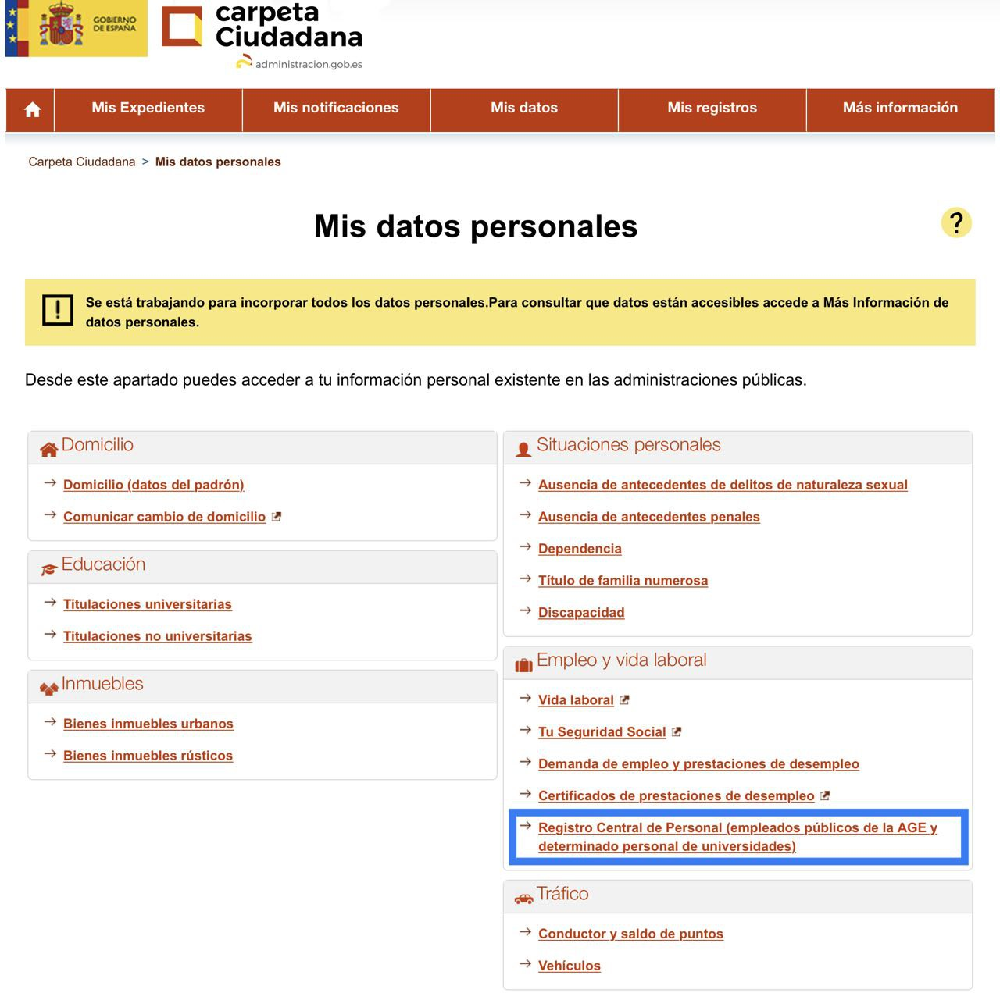 GOBIERNO
DE ESPAÑA
carpeta
Ciudadana
administracion.gob.es
Mis Expedientes
Mis notificaciones
Mis datos
Mis registros
Más información
Carpeta Ciudadana > Mis datos personales
Mis datos personales
?
! Se está trabajando para incorporar todos los datos personales.Para consultar que datos están accesibles accede a Más Información de
datos personales.
Desde este apartado puedes acceder a tu información personal existente en las administraciones públicas.
Domicilio
→ Domicilio (datos del padrón)
→ Comunicar cambio de domicilio
Educación
→ Titulaciones universitarias
→ Titulaciones no universitarias
Inmuebles
→ Bienes inmuebles urbanos
→ Bienes inmuebles rústicos
Situaciones personales
→ Ausencia de antecedentes de delitos de naturaleza sexual
→ Ausencia de antecedentes penales
→ Dependencia
→ Título de familia numerosa
→ Discapacidad
Empleo y vida laboral
→ Vida laboral
→ Tu Seguridad Social
→ Demanda de empleo y prestaciones de desempleo
→ Certificados de prestaciones de desempleo
→ Registro Central de Personal (empleados públicos de la AGE y
determinado personal de universidades)
Tráfico
→ Conductor y saldo de puntos
→ Vehículos